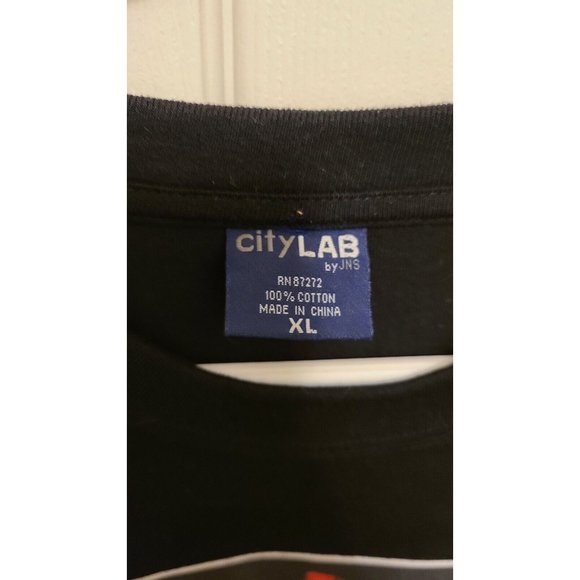 cityLAB
by JNS
RN 87272
100% COTTON
MADE IN CHINA
XL